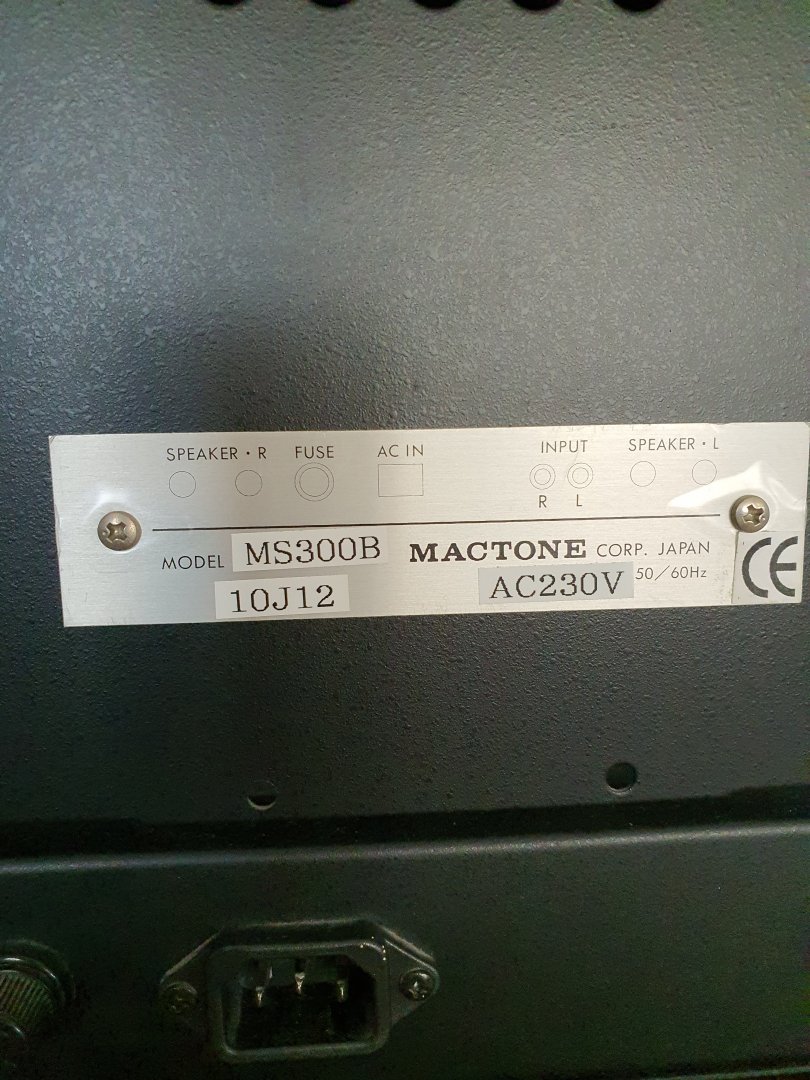 SPEAKER・R FUSE AC IN INPUT SPEAKER・L
R L
MODEL MS300B MACTONE CORP. JAPAN
10J12 AC230V 50/60Hz CE